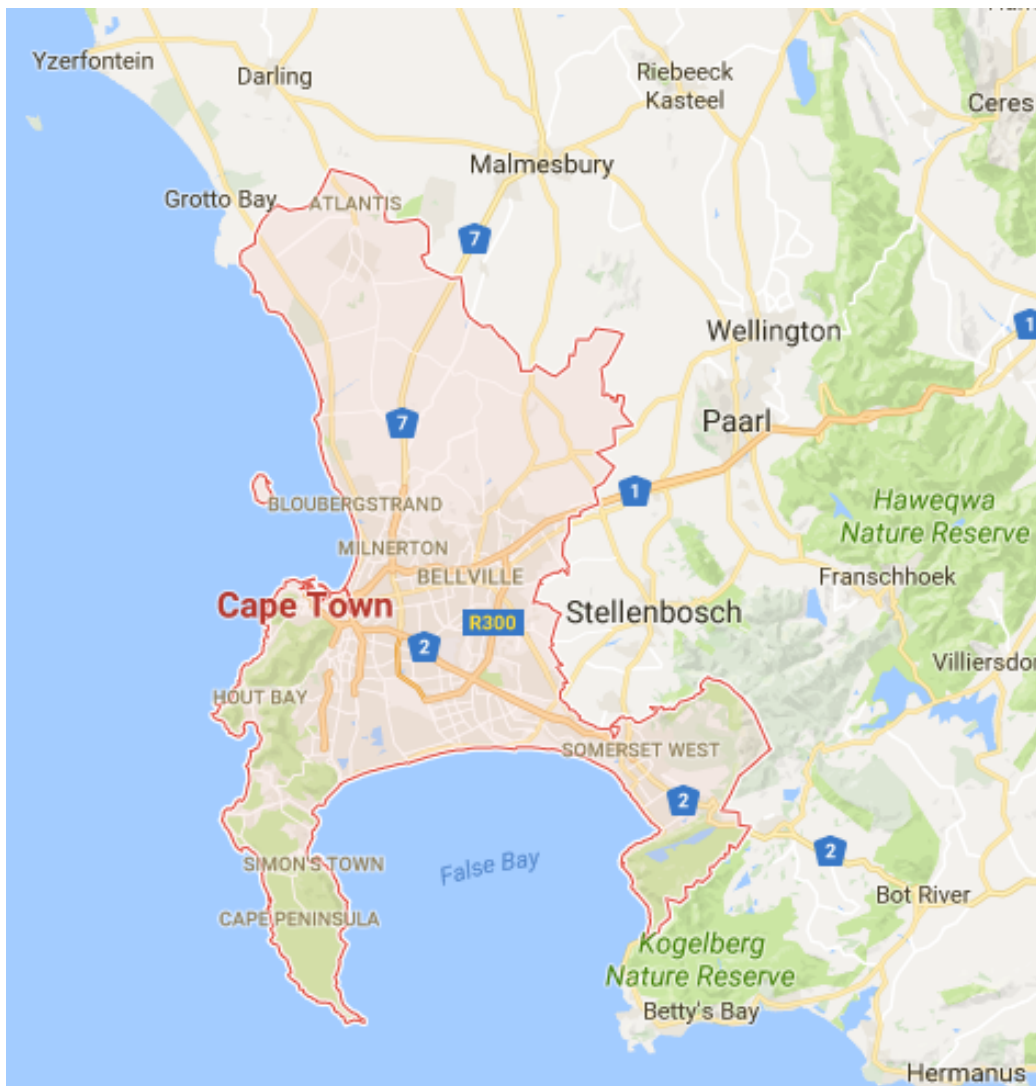 Yzerfontein
Darling
Riebeeck
Kasteel
Ceres
Malmesbury
Grotto Bay
ATLANTIS
7
1
Wellington
7
Paarl
1
BLOUBERGSTRAND
Haweqwa
Nature Reserve
MILNERTON
BELLVILLE
Franschhoek
Cape Town
Stellenbosch
R300
2
HOUT BAY
SOMERSET WEST
2
2
SIMON'S TOWN
False Bay
Bot River
CAPE PENINSULA
Kogelberg
Nature Reserve
Betty's Bay
Hermanus